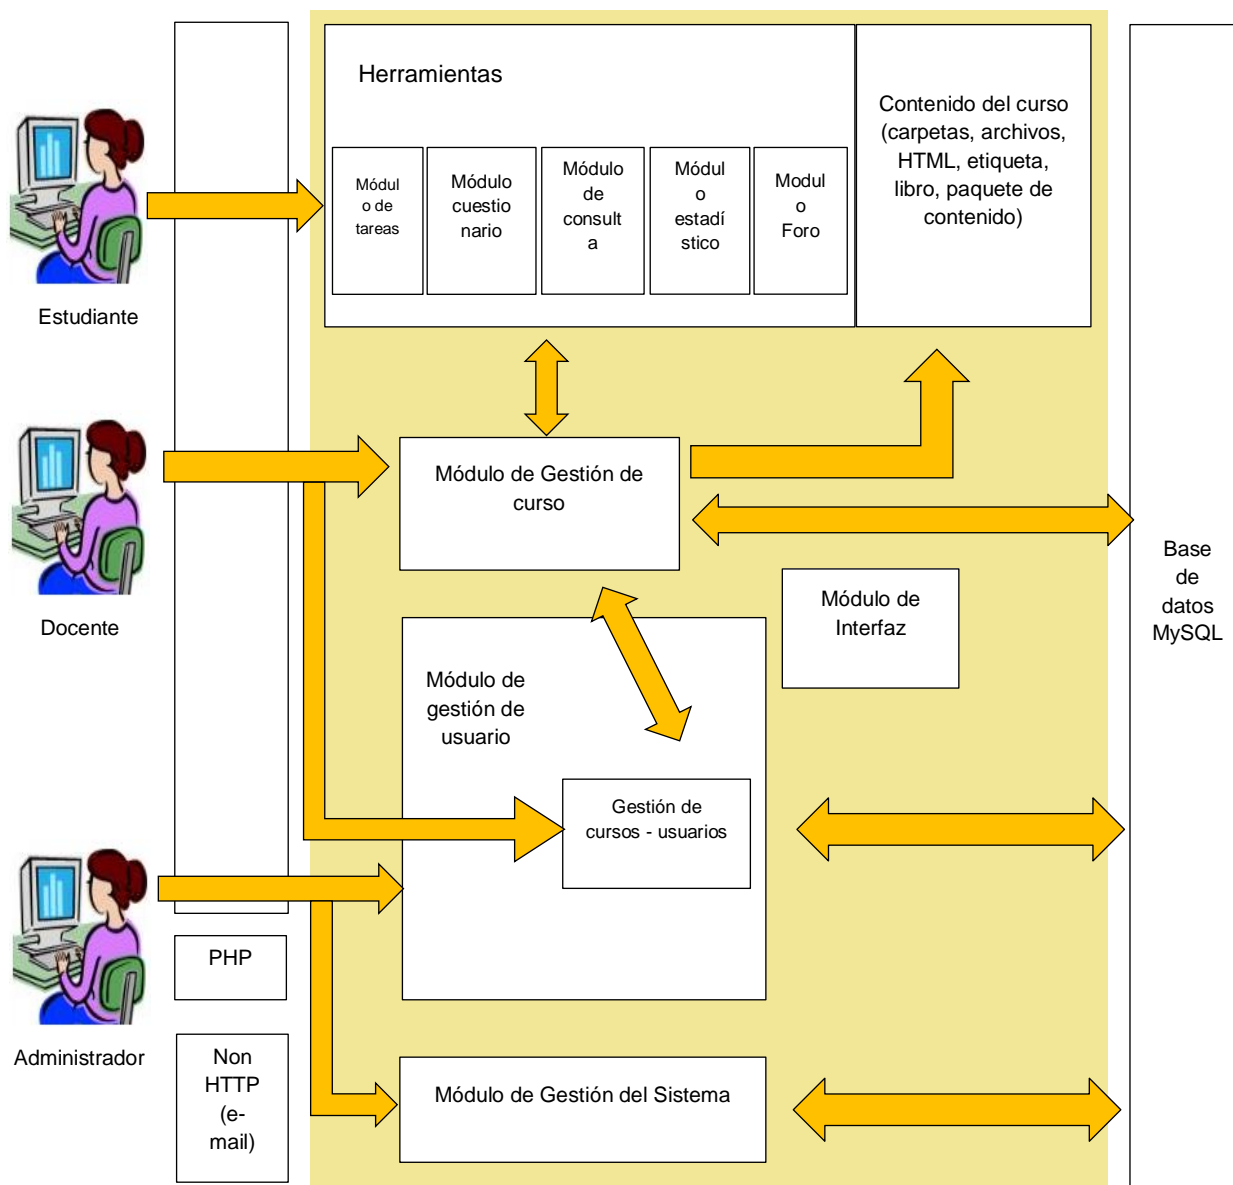 Herramientas
Módul
o de
tareas
Módulo
cuestio
nario
Módulo
de
consult
a
Módul
o
estadí
stico
Modul
o
Foro
Contenido del curso
(carpetas, archivos,
HTML, etiqueta,
libro, paquete de
contenido)
Estudiante
Módulo de Gestión de
curso
Docente
Módulo de
Interfaz
Base
de
datos
MySQL
Módulo de
gestión de
usuario
Gestión de
cursos - usuarios
Administrador
PHP
Non
HTTP
(e-
mail)
Módulo de Gestión del Sistema